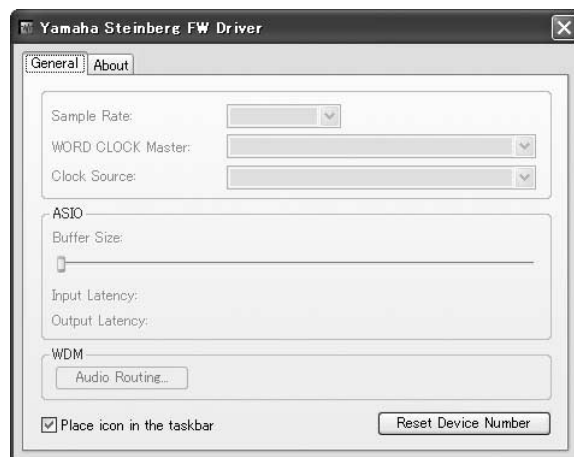 Yamaha Steinberg FW Driver
General About
Sample Rate:
WORD CLOCK Master:
Clock Source:
ASIO
Buffer Size:
Input Latency:
Output Latency:
WDM
Audio Routing...
Place icon in the taskbar
Reset Device Number